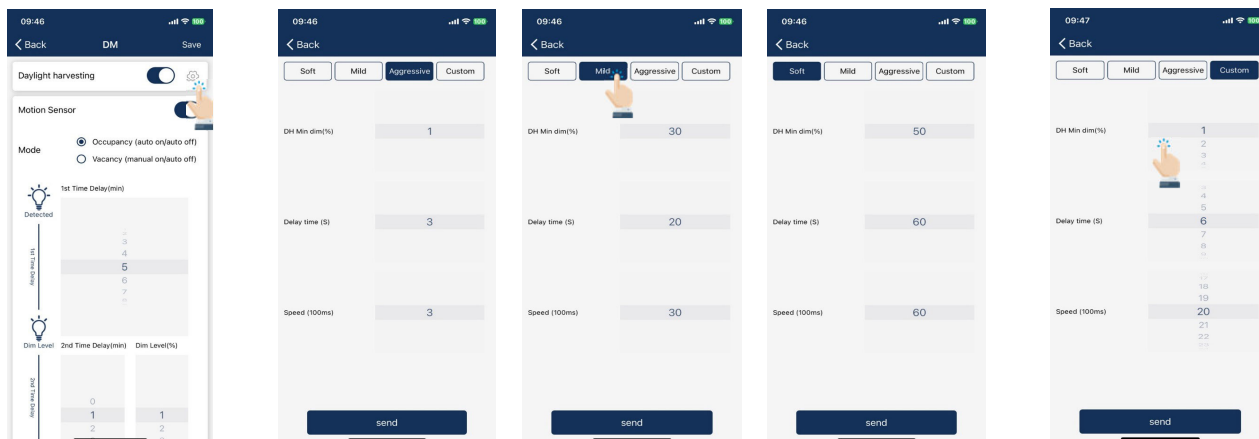 09:46
100
Back
DM
Save
Daylight harvesting
Motion Sensor
Mode
Occupancy (auto on/auto off)
Vacancy (manual on/auto off)
1st Time Delay(min)
Detected
3
4
5
6
7
1st Time Delay
Dim Level
2nd Time Delay(min)
Dim Level(%)
2nd Time Delay
0
1
1
2
2
09:46
100
Back
Soft
Mild
Aggressive
Custom
DH Min dim(%)
1
Delay time (S)
3
Speed (100ms)
3
send
09:46
100
Back
Soft
Mild
Aggressive
Custom
DH Min dim(%)
30
Delay time (S)
20
Speed (100ms)
30
send
09:46
100
Back
Soft
Mild
Aggressive
Custom
DH Min dim(%)
50
Delay time (S)
60
Speed (100ms)
60
send
09:47
100
Back
Soft
Mild
Aggressive
Custom
DH Min dim(%)
1
2
3
4
5
Delay time (S)
6
7
8
18
19
Speed (100ms)
20
21
22
send